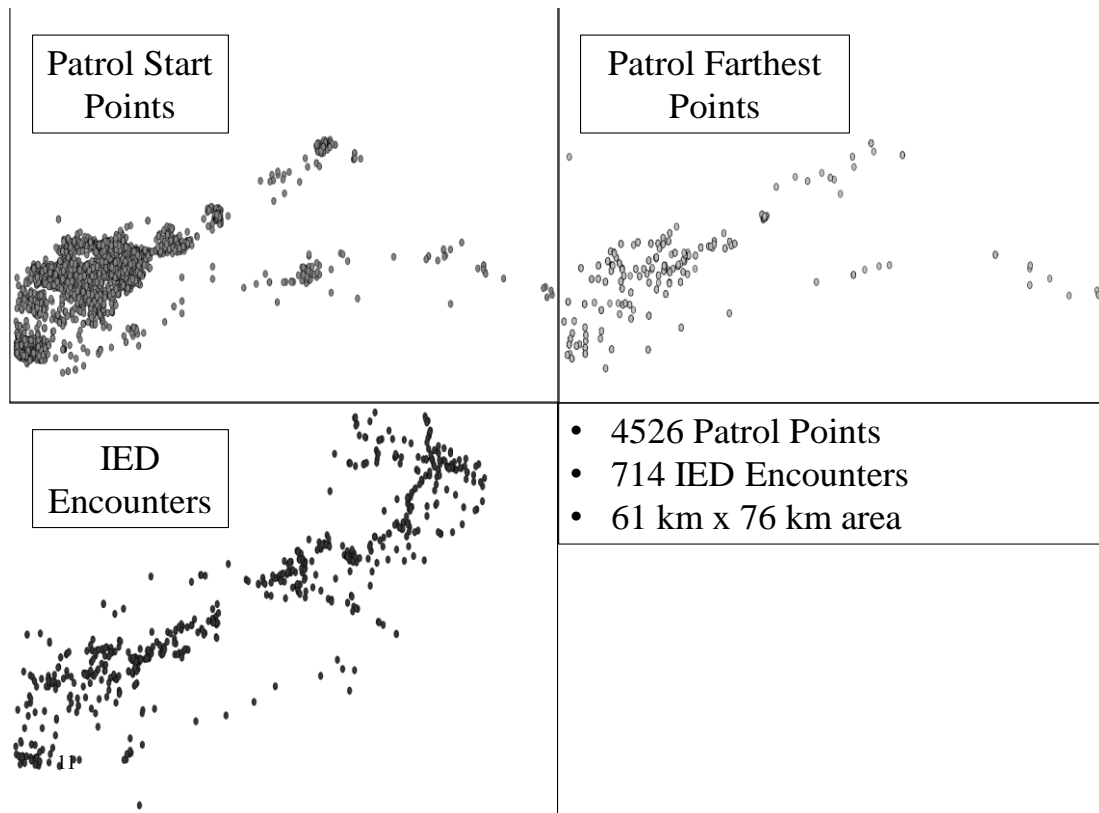 Patrol Start
Points
Patrol Farthest
Points
IED
Encounters
• 4526 Patrol Points
• 714 IED Encounters
• 61 km x 76 km area
11